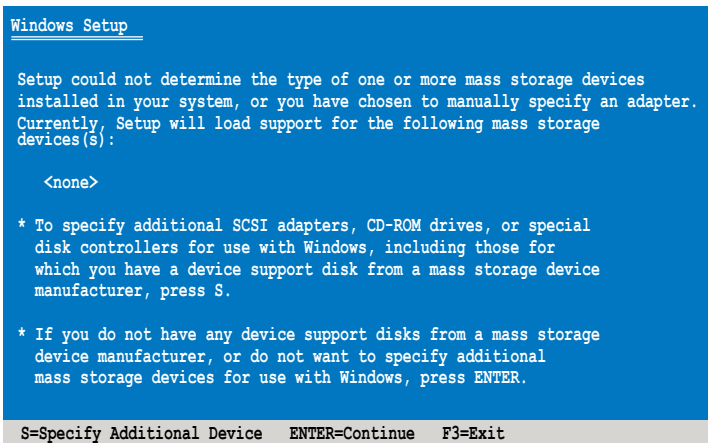 Windows Setup
Setup could not determine the type of one or more mass storage devices
installed in your system, or you have chosen to manually specify an adapter.
Currently, Setup will load support for the following mass storage
devices(s):
<none>
* To specify additional SCSI adapters, CD-ROM drives, or special
disk controllers for use with Windows, including those for
which you have a device support disk from a mass storage device
manufacturer, press S.
* If you do not have any device support disks from a mass storage
device manufacturer, or do not want to specify additional
mass storage devices for use with Windows, press ENTER.
S=Specify Additional Device ENTER=Continue F3=Exit